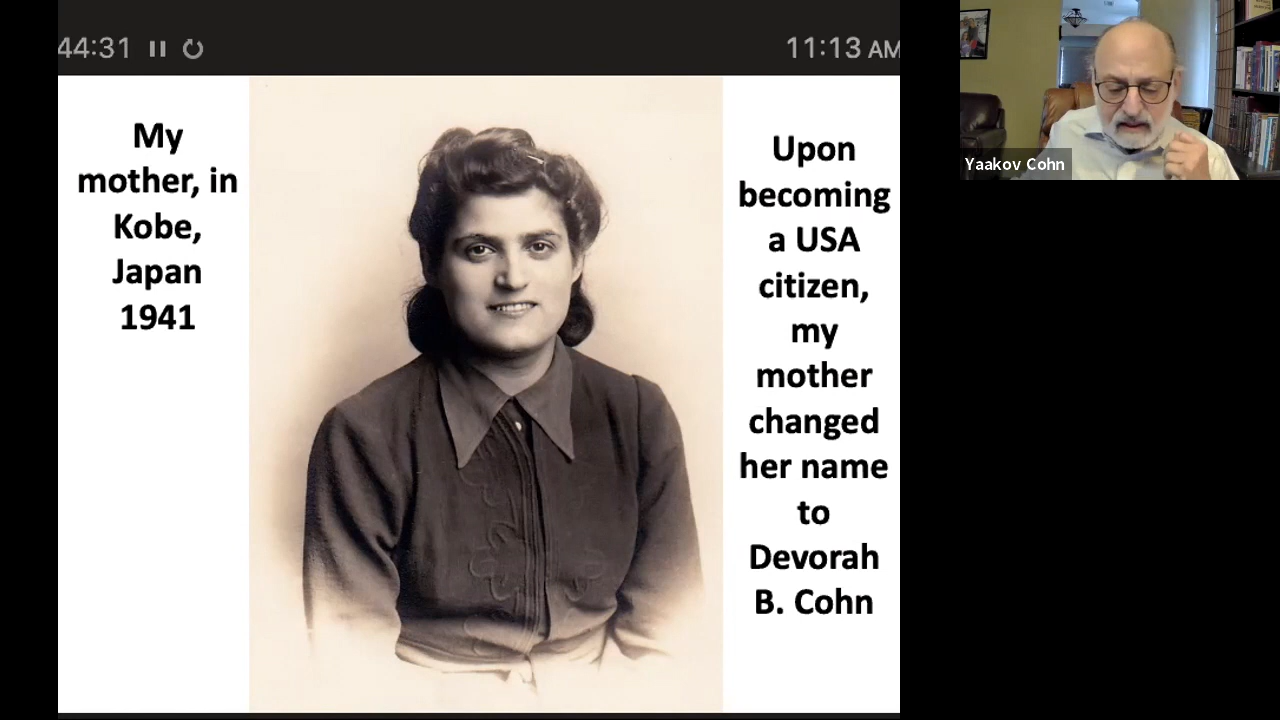 44:31
11:13 AM
My
mother, in
Kobe,
Japan
1941
Upon
becoming
a USA
citizen,
my
mother
changed
her name
to
Devorah
B. Cohn
Yaakov Cohn